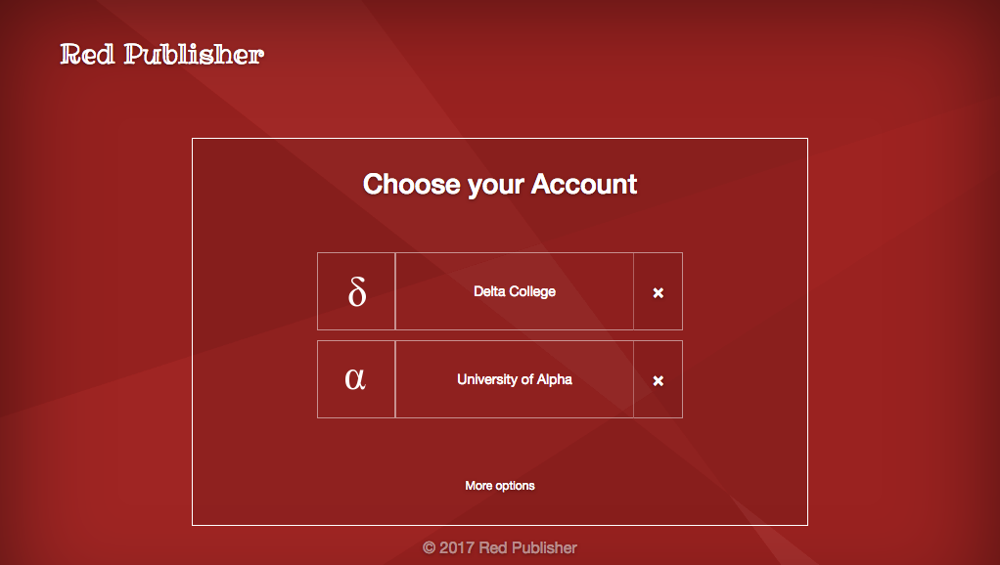 Red Publisher
Choose your Account
δ
Delta College
×
α
University of Alpha
×
More options
© 2017 Red Publisher